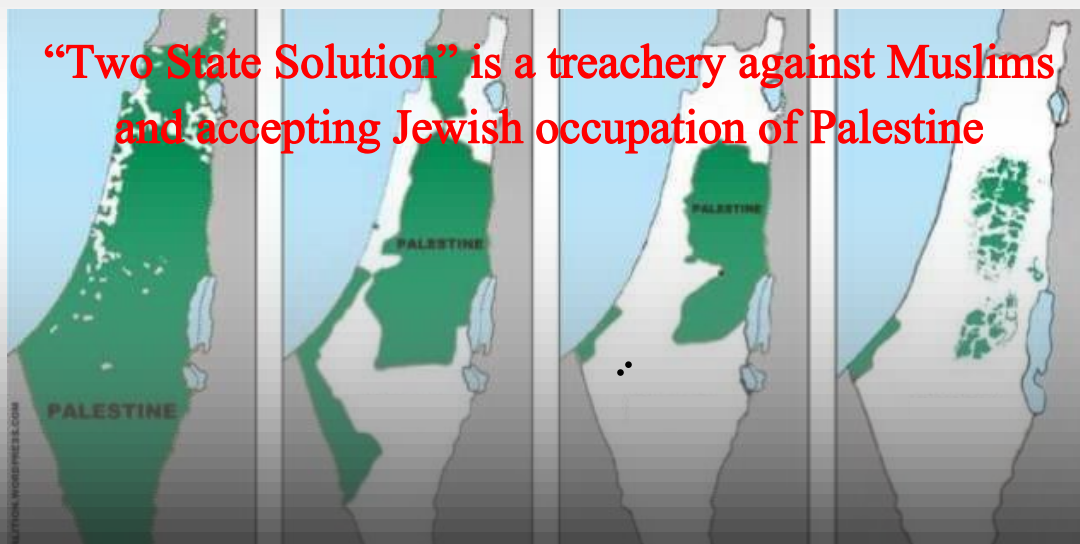 “Two State Solution” is a treachery against Muslims
and accepting Jewish occupation of Palestine
PALESTINE
PALESTINE
PALESTINE